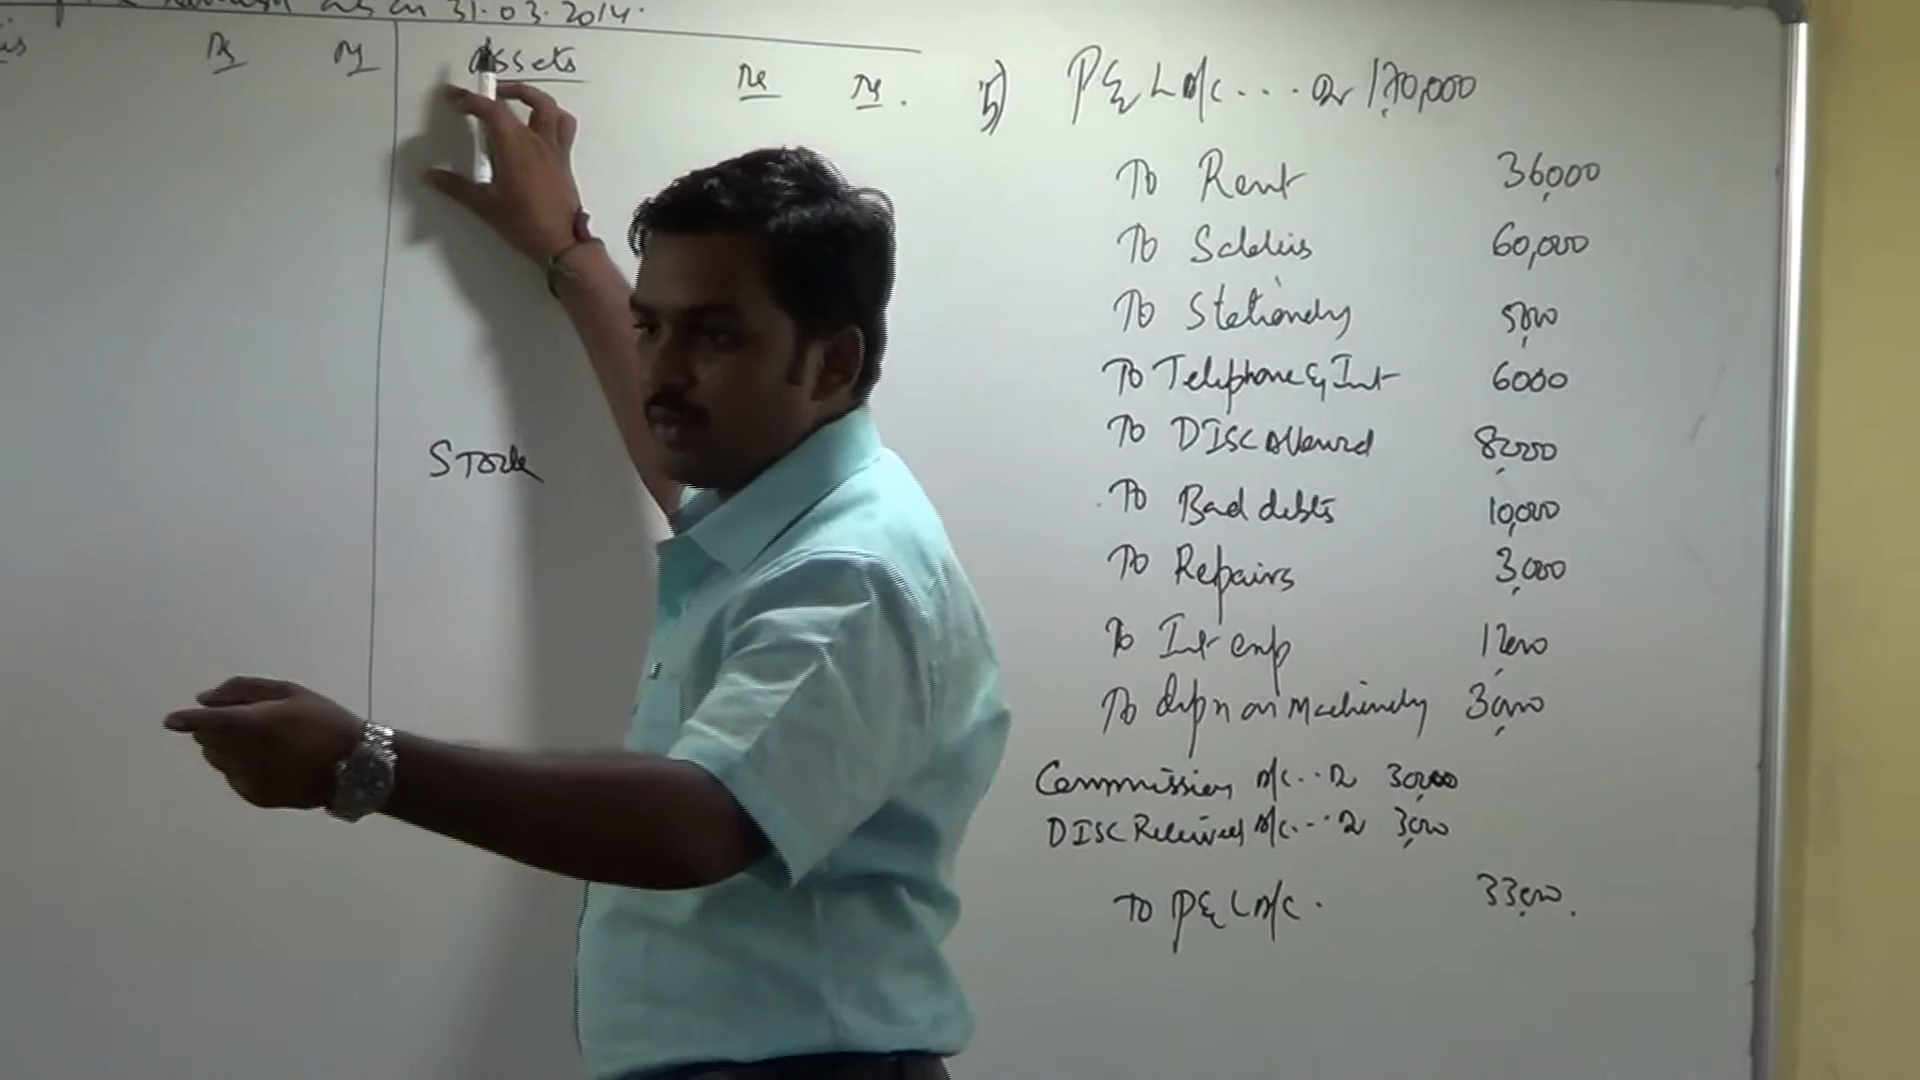 as on 31.03.2014.
Rs Rs Assets Rs Rs.
Stock
5) P & L A/c ... Dr 1,70,000
To Rent 36,000
To Salaries 60,000
To Stationery 5,000
To Telephone & Int 6000
To DISC Allowed 8,000
To Bad debts 10,000
To Repairs 3,000
To Int exp 12,000
To depn on Machinery 30,000
Commission A/c ... Dr 30,000
DISC Received A/c ... Dr 3,000
To P & L A/c. 33,000.